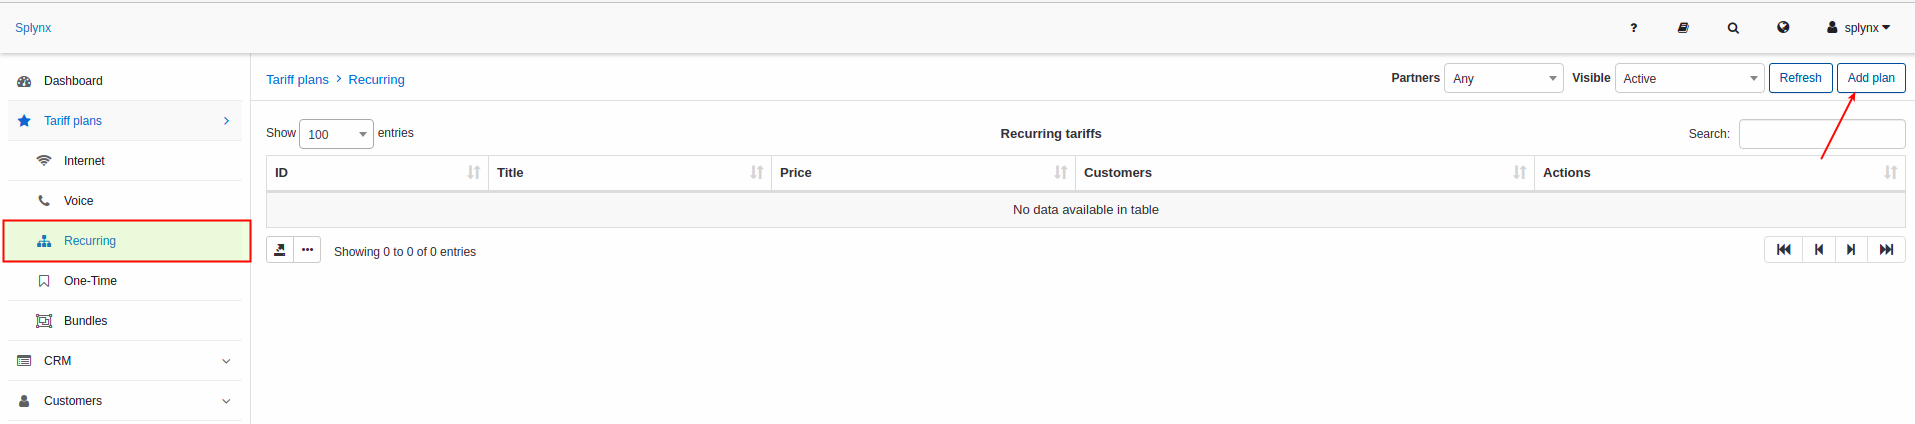 Splynx
? splynx
Dashboard
Tariff plans
Internet
Voice
Recurring
One-Time
Bundles
CRM
Customers
Tariff plans > Recurring
Partners Any Visible Active Refresh Add plan
Show 100 entries
Recurring tariffs
Search:
ID Title Price Customers Actions
No data available in table
Showing 0 to 0 of 0 entries